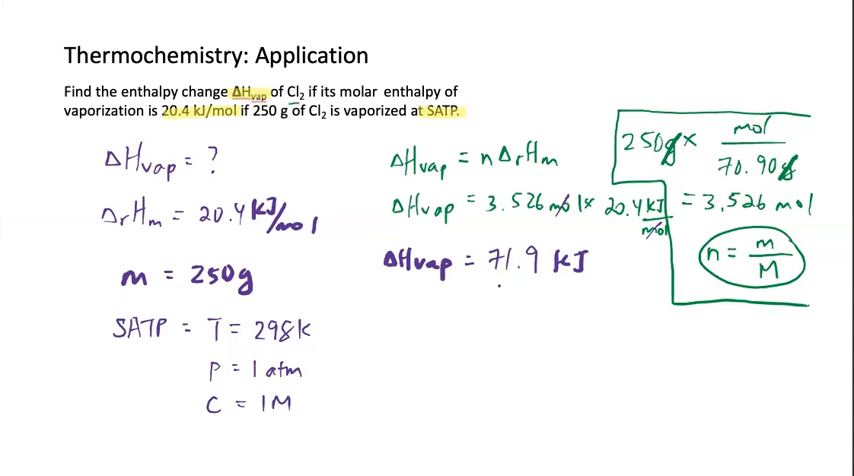 Thermochemistry: Application
Find the enthalpy change ΔHvap of Cl2 if its molar enthalpy of
vaporization is 20.4 kJ/mol if 250 g of Cl2 is vaporized at SATP.
ΔHvap = ?
ΔrHm = 20.4 kJ/mol
m = 250g
SATP = T = 298K
P = 1 atm
C = 1M
ΔHvap = nΔrHm
ΔHvap = 3.526 mol x 20.4 kJ/mol
ΔHvap = 71.9 kJ
250g x mol/70.90g
= 3.526 mol
n = m/M